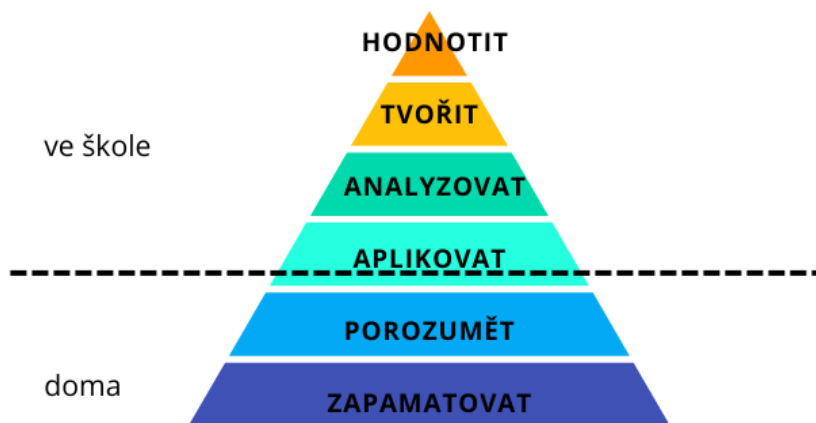 HODNOTIT
TVOŘIT
ve škole
ANALYZOVAT
APLIKOVAT
POROZUMĚT
doma
ZAPAMATOVAT